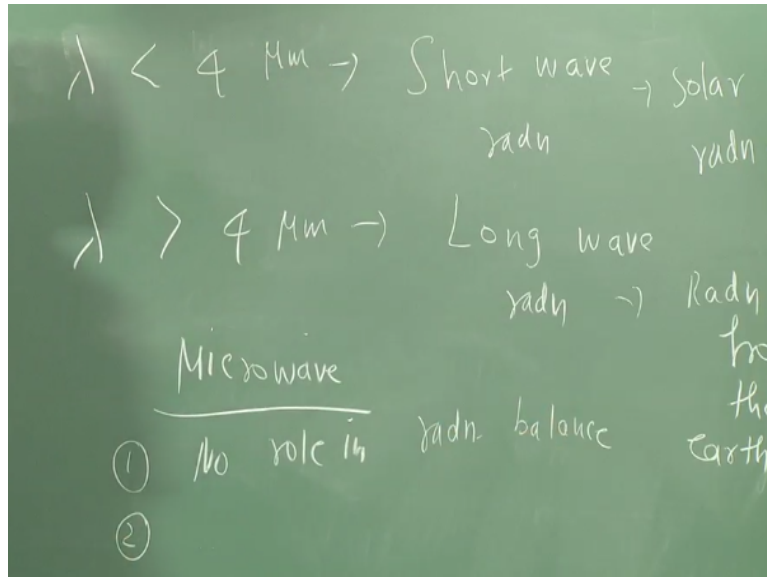 λ < 4 μm → Short wave → Solar
radn radn
λ > 4 μm → Long wave
radn → Radn
the
earth
Microwave
① No role in radn. balance
②